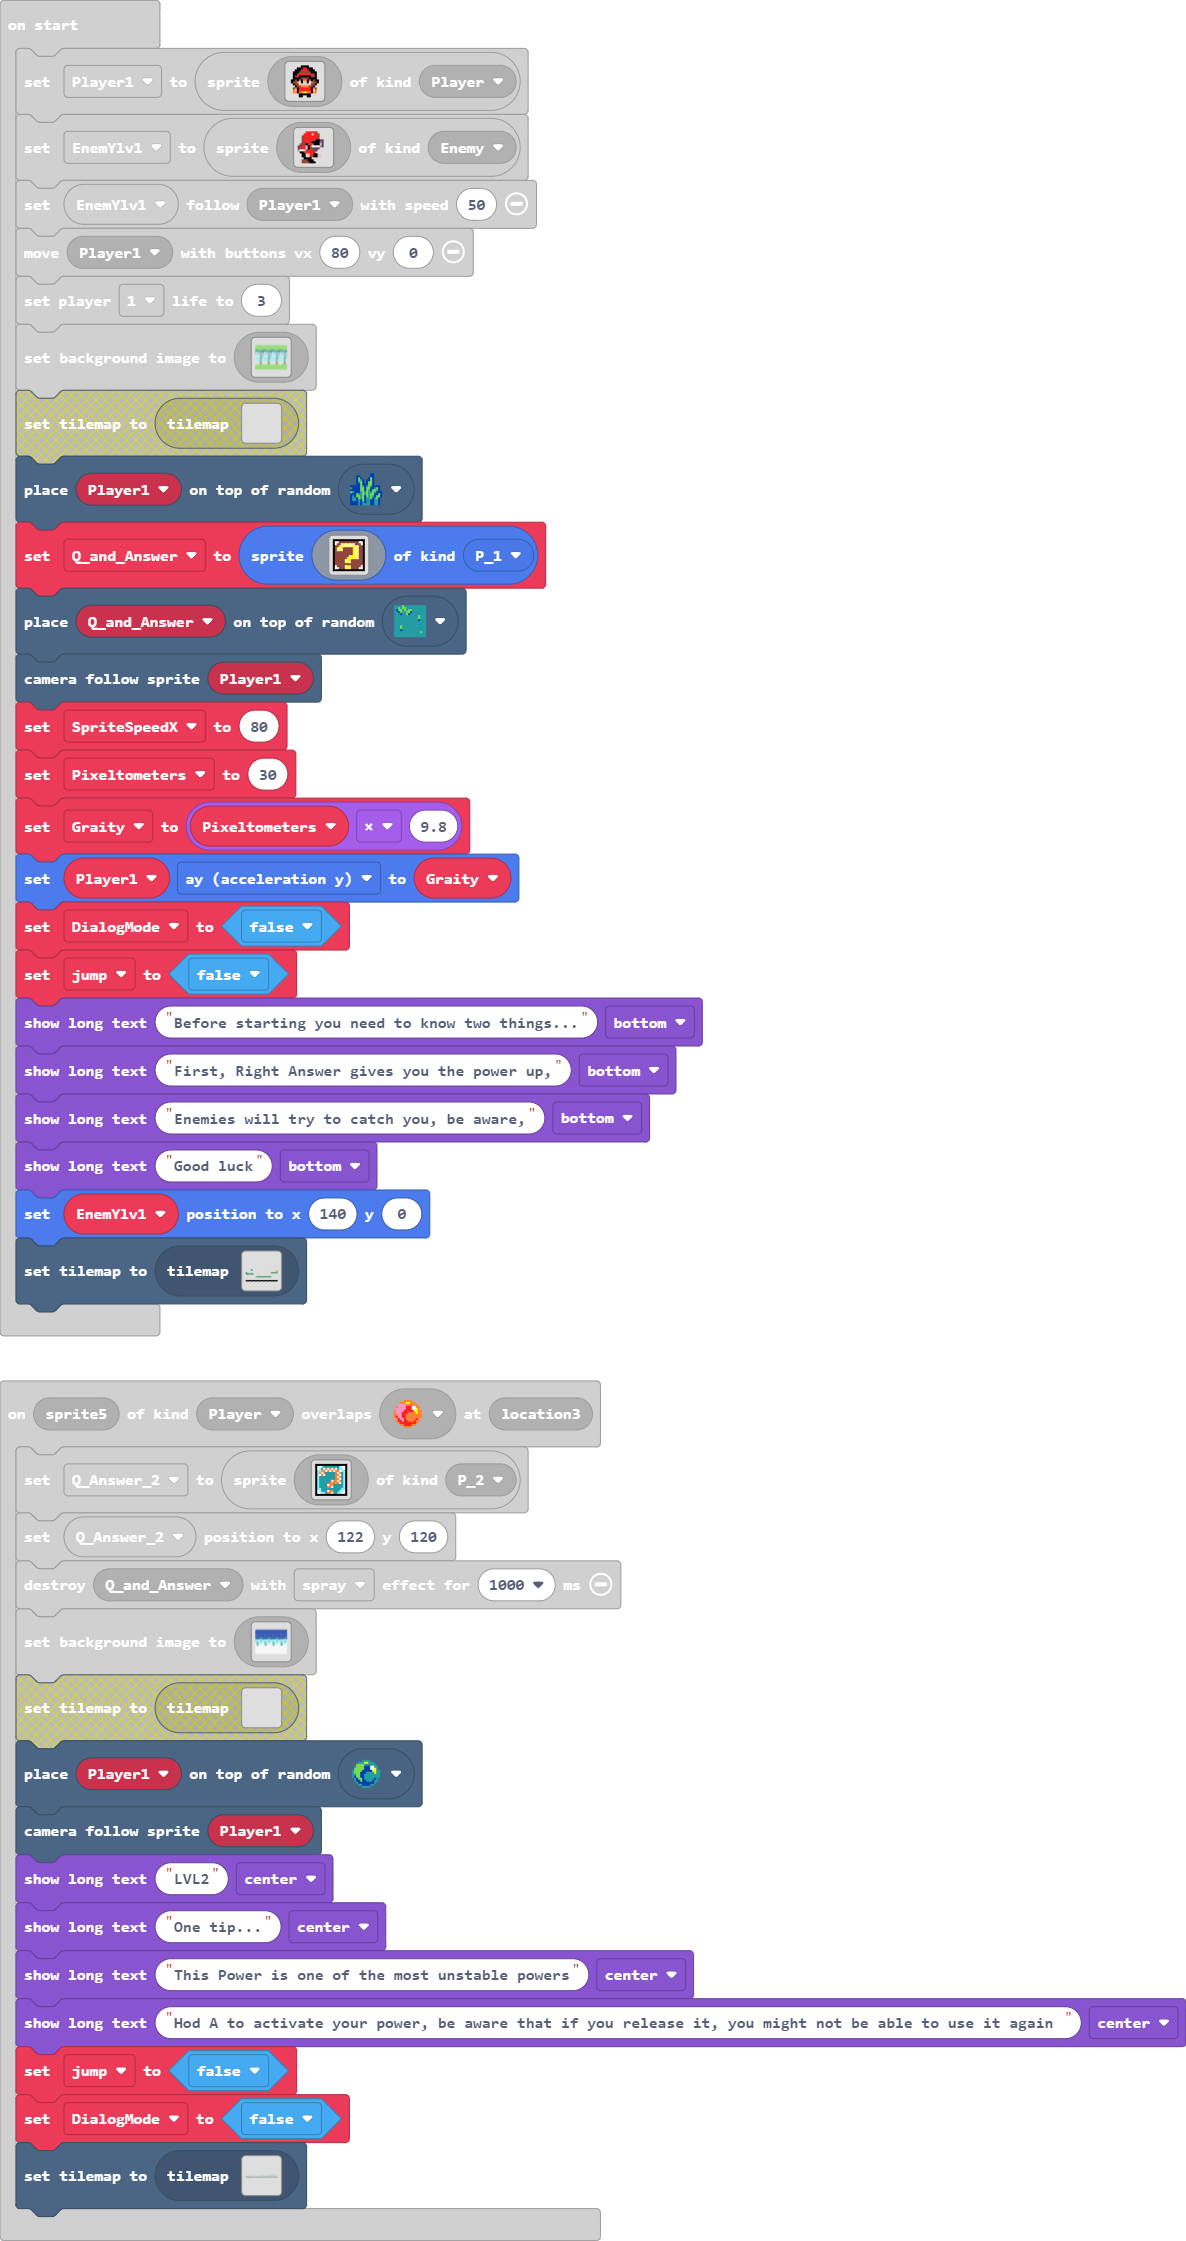 on start
set Player1 to sprite of kind Player
set EnemYlv1 to sprite of kind Enemy
set EnemYlv1 follow Player1 with speed 50
move Player1 with buttons vx 80 vy 0
set player 1 life to 3
set background image to
set tilemap to tilemap
place Player1 on top of random
set Q_and_Answer to sprite of kind P_1
place Q_and_Answer on top of random
camera follow sprite Player1
set SpriteSpeedX to 80
set Pixeltometers to 30
set Graity to Pixeltometers × 9.8
set Player1 ay (acceleration y) to Graity
set DialogMode to false
set jump to false
show long text "Before starting you need to know two things..." bottom
show long text "First, Right Answer gives you the power up," bottom
show long text "Enemies will try to catch you, be aware," bottom
show long text "Good luck" bottom
set EnemYlv1 position to x 140 y 0
set tilemap to tilemap
on sprite5 of kind Player overlaps at location3
set Q_Answer_2 to sprite of kind P_2
set Q_Answer_2 position to x 122 y 120
destroy Q_and_Answer with spray effect for 1000 ms
set background image to
set tilemap to tilemap
place Player1 on top of random
camera follow sprite Player1
show long text "LVL2" center
show long text "One tip..." center
show long text "This Power is one of the most unstable powers" center
show long text "Hod A to activate your power, be aware that if you release it, you might not be able to use it again " center
set jump to false
set DialogMode to false
set tilemap to tilemap